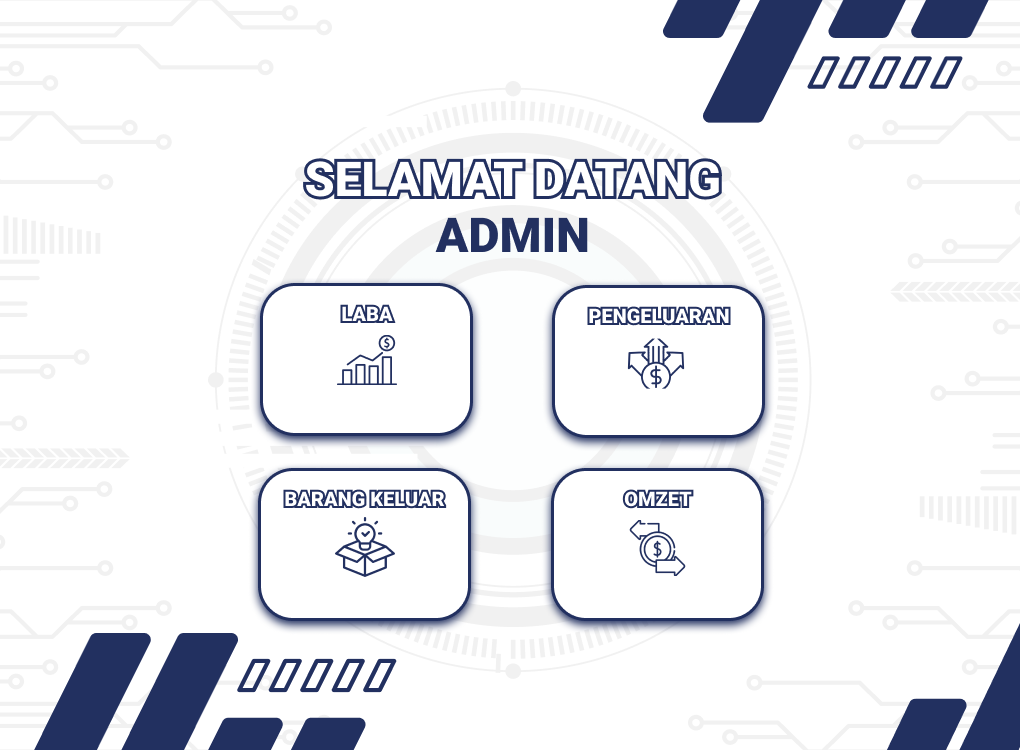 SELAMAT DATANG
ADMIN
LABA
PENGELUARAN
BARANG KELUAR
OMZET